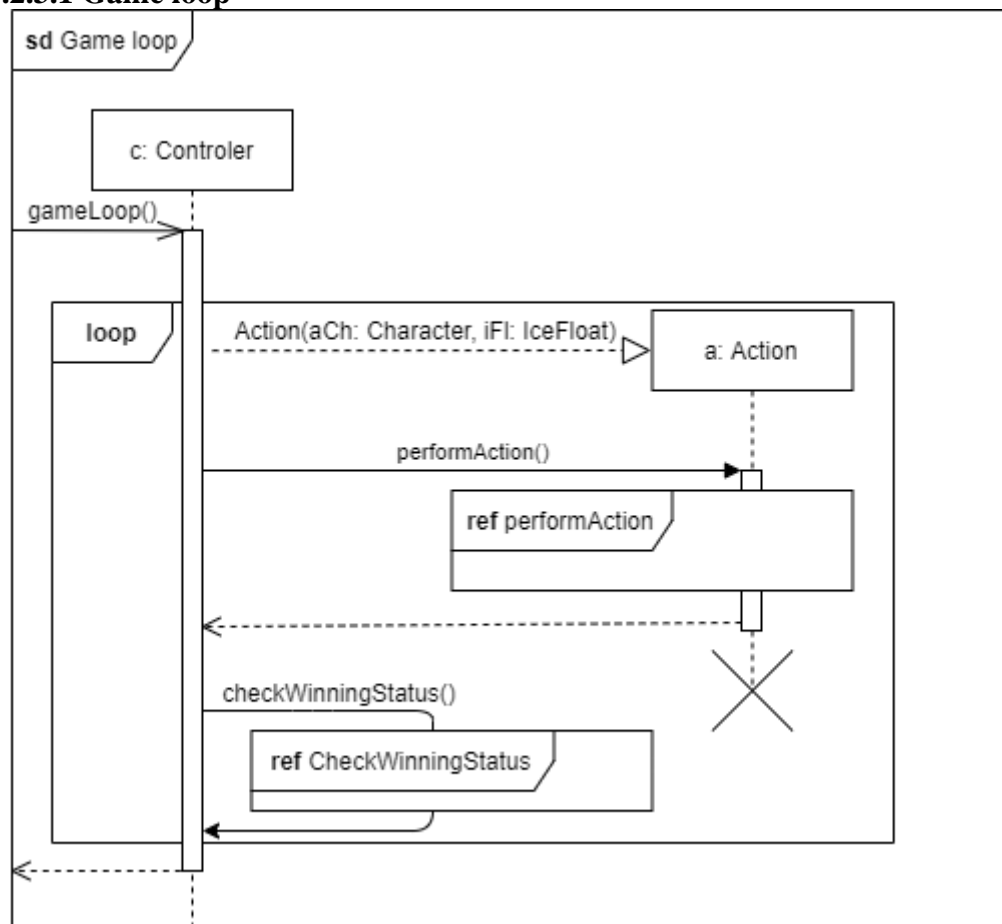 .2.3.1 Game loop
sd Game loop
c: Controler
gameLoop()
loop
Action(aCh: Character, iFl: IceFloat)
a: Action
performAction()
ref performAction
checkWinningStatus()
ref CheckWinningStatus